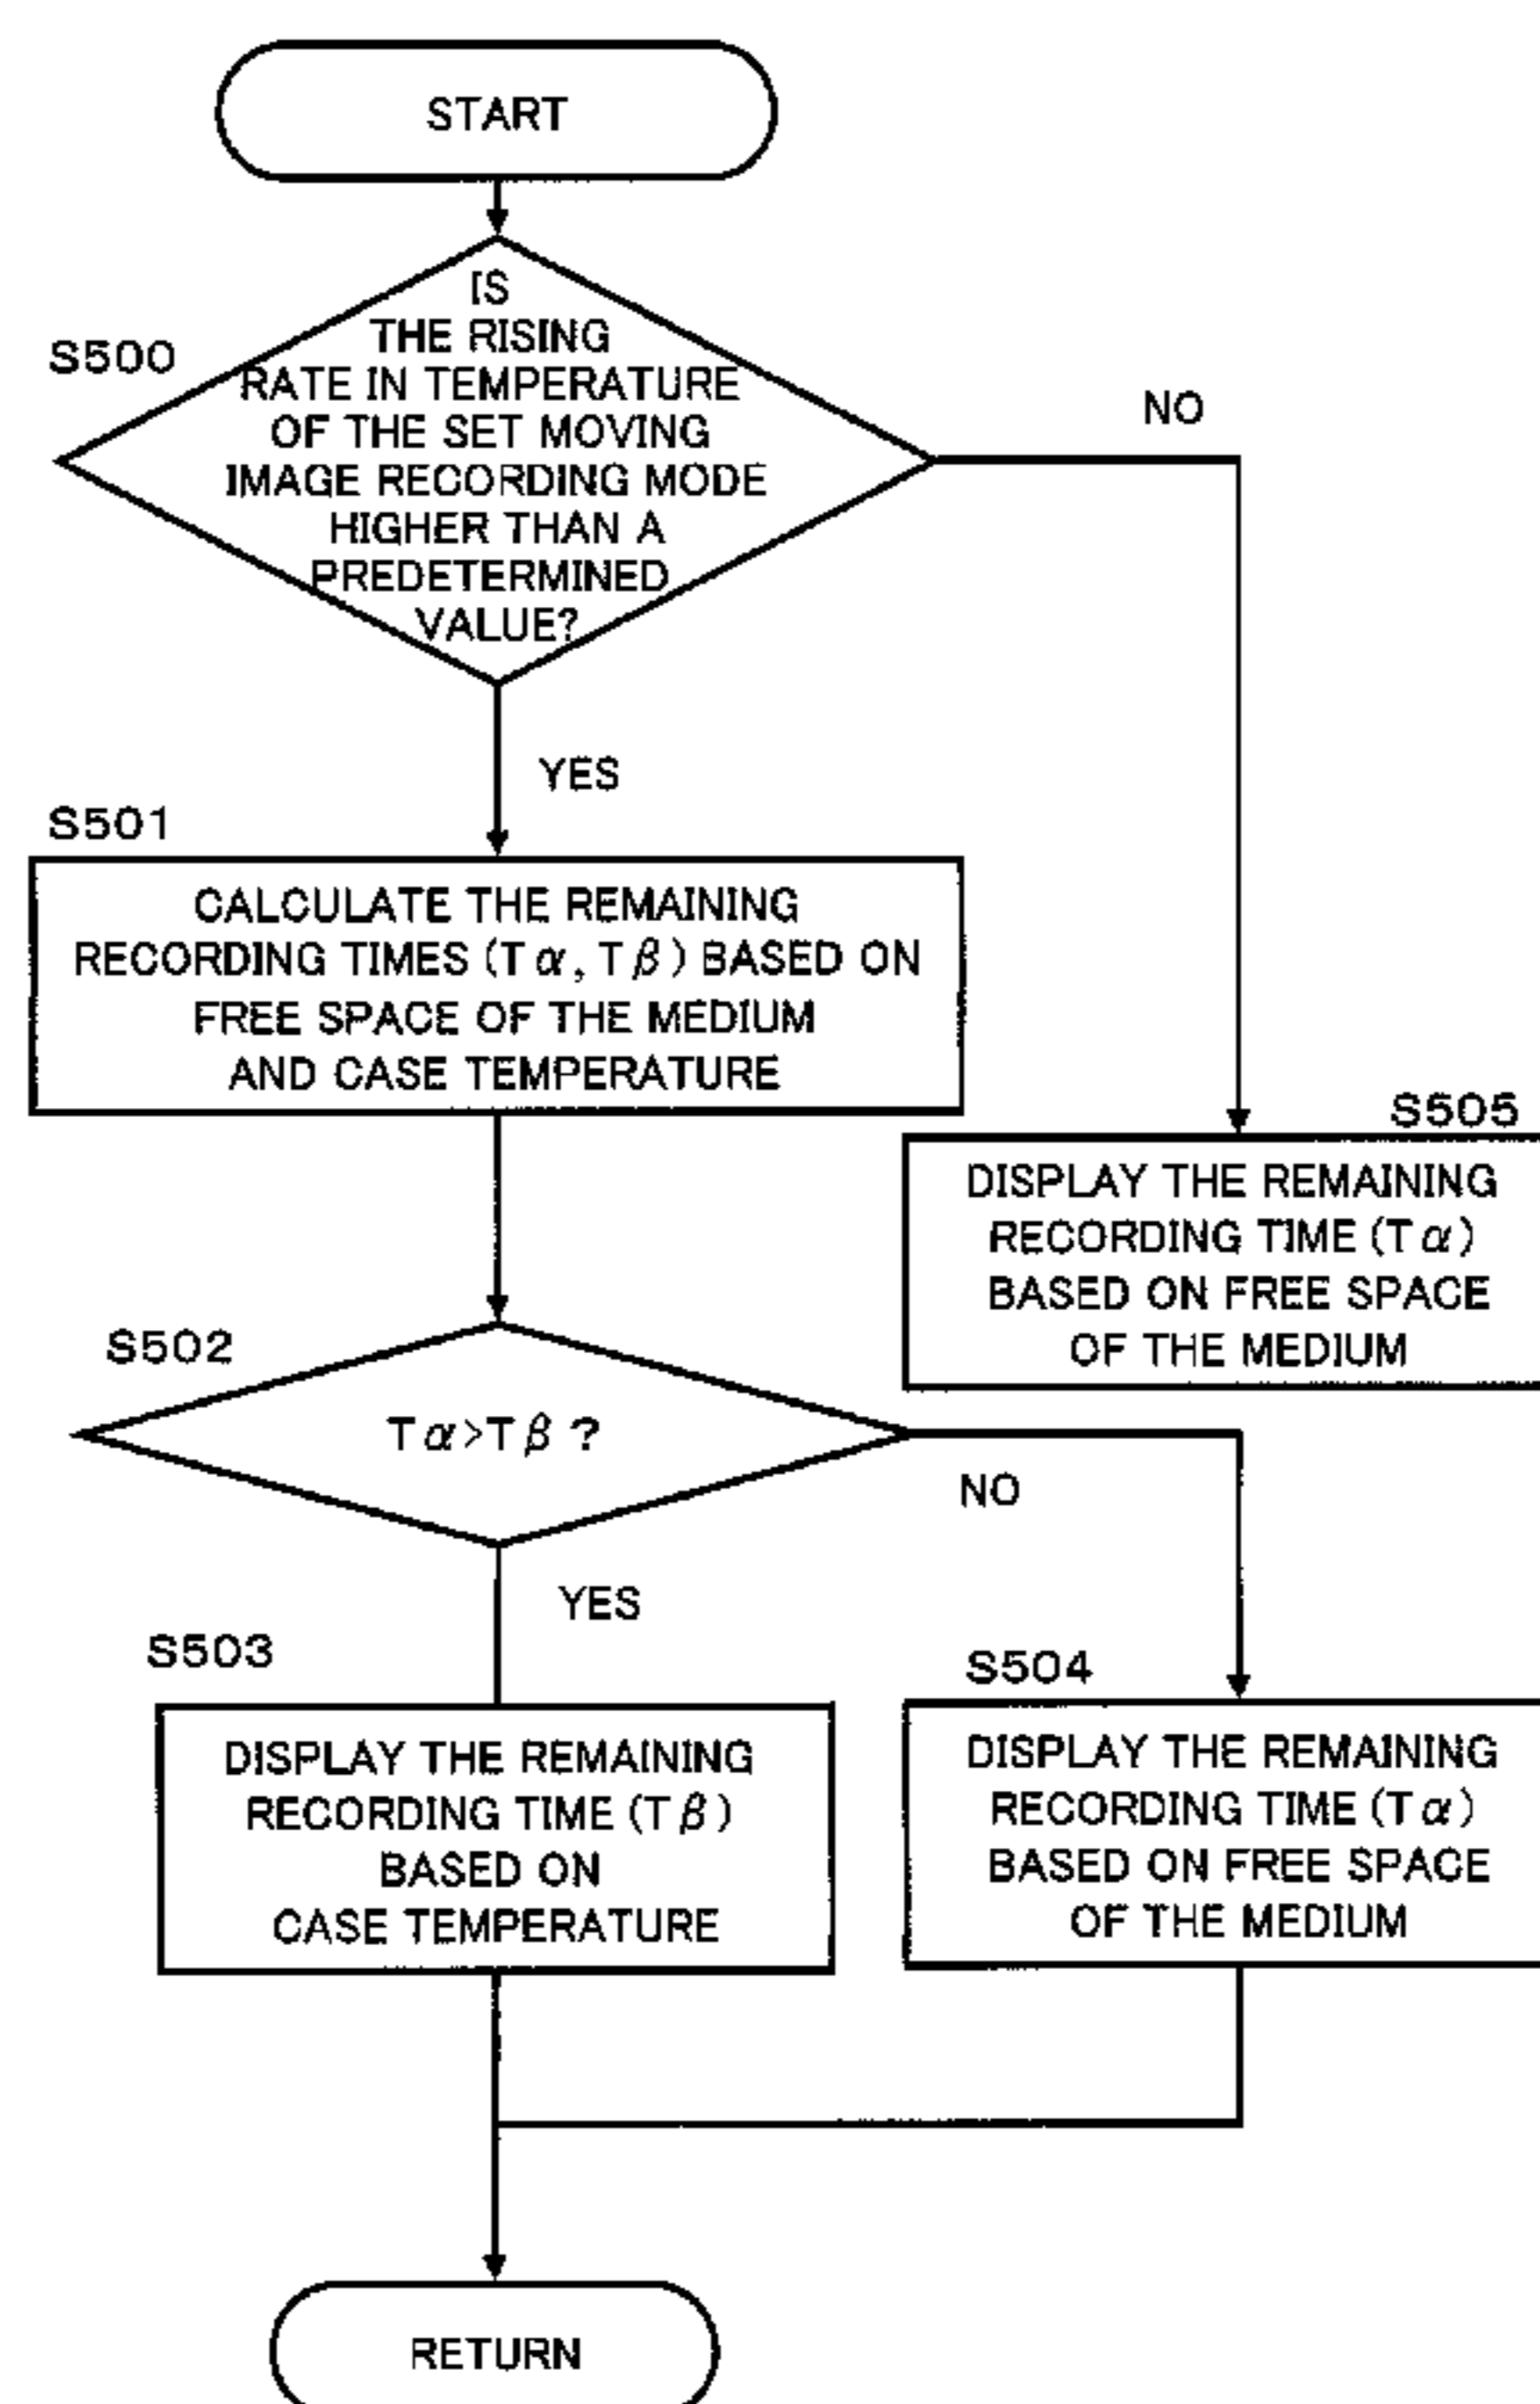 START
S500
IS
THE RISING
RATE IN TEMPERATURE
OF THE SET MOVING
IMAGE RECORDING MODE
HIGHER THAN A
PREDETERMINED
VALUE?
NO
YES
S501
CALCULATE THE REMAINING
RECORDING TIMES (Tα, Tβ) BASED ON
FREE SPACE OF THE MEDIUM
AND CASE TEMPERATURE
S505
DISPLAY THE REMAINING
RECORDING TIME (Tα)
BASED ON FREE SPACE
OF THE MEDIUM
S502
Tα>Tβ ?
NO
YES
S503
DISPLAY THE REMAINING
RECORDING TIME (Tβ)
BASED ON
CASE TEMPERATURE
S504
DISPLAY THE REMAINING
RECORDING TIME (Tα)
BASED ON FREE SPACE
OF THE MEDIUM
RETURN